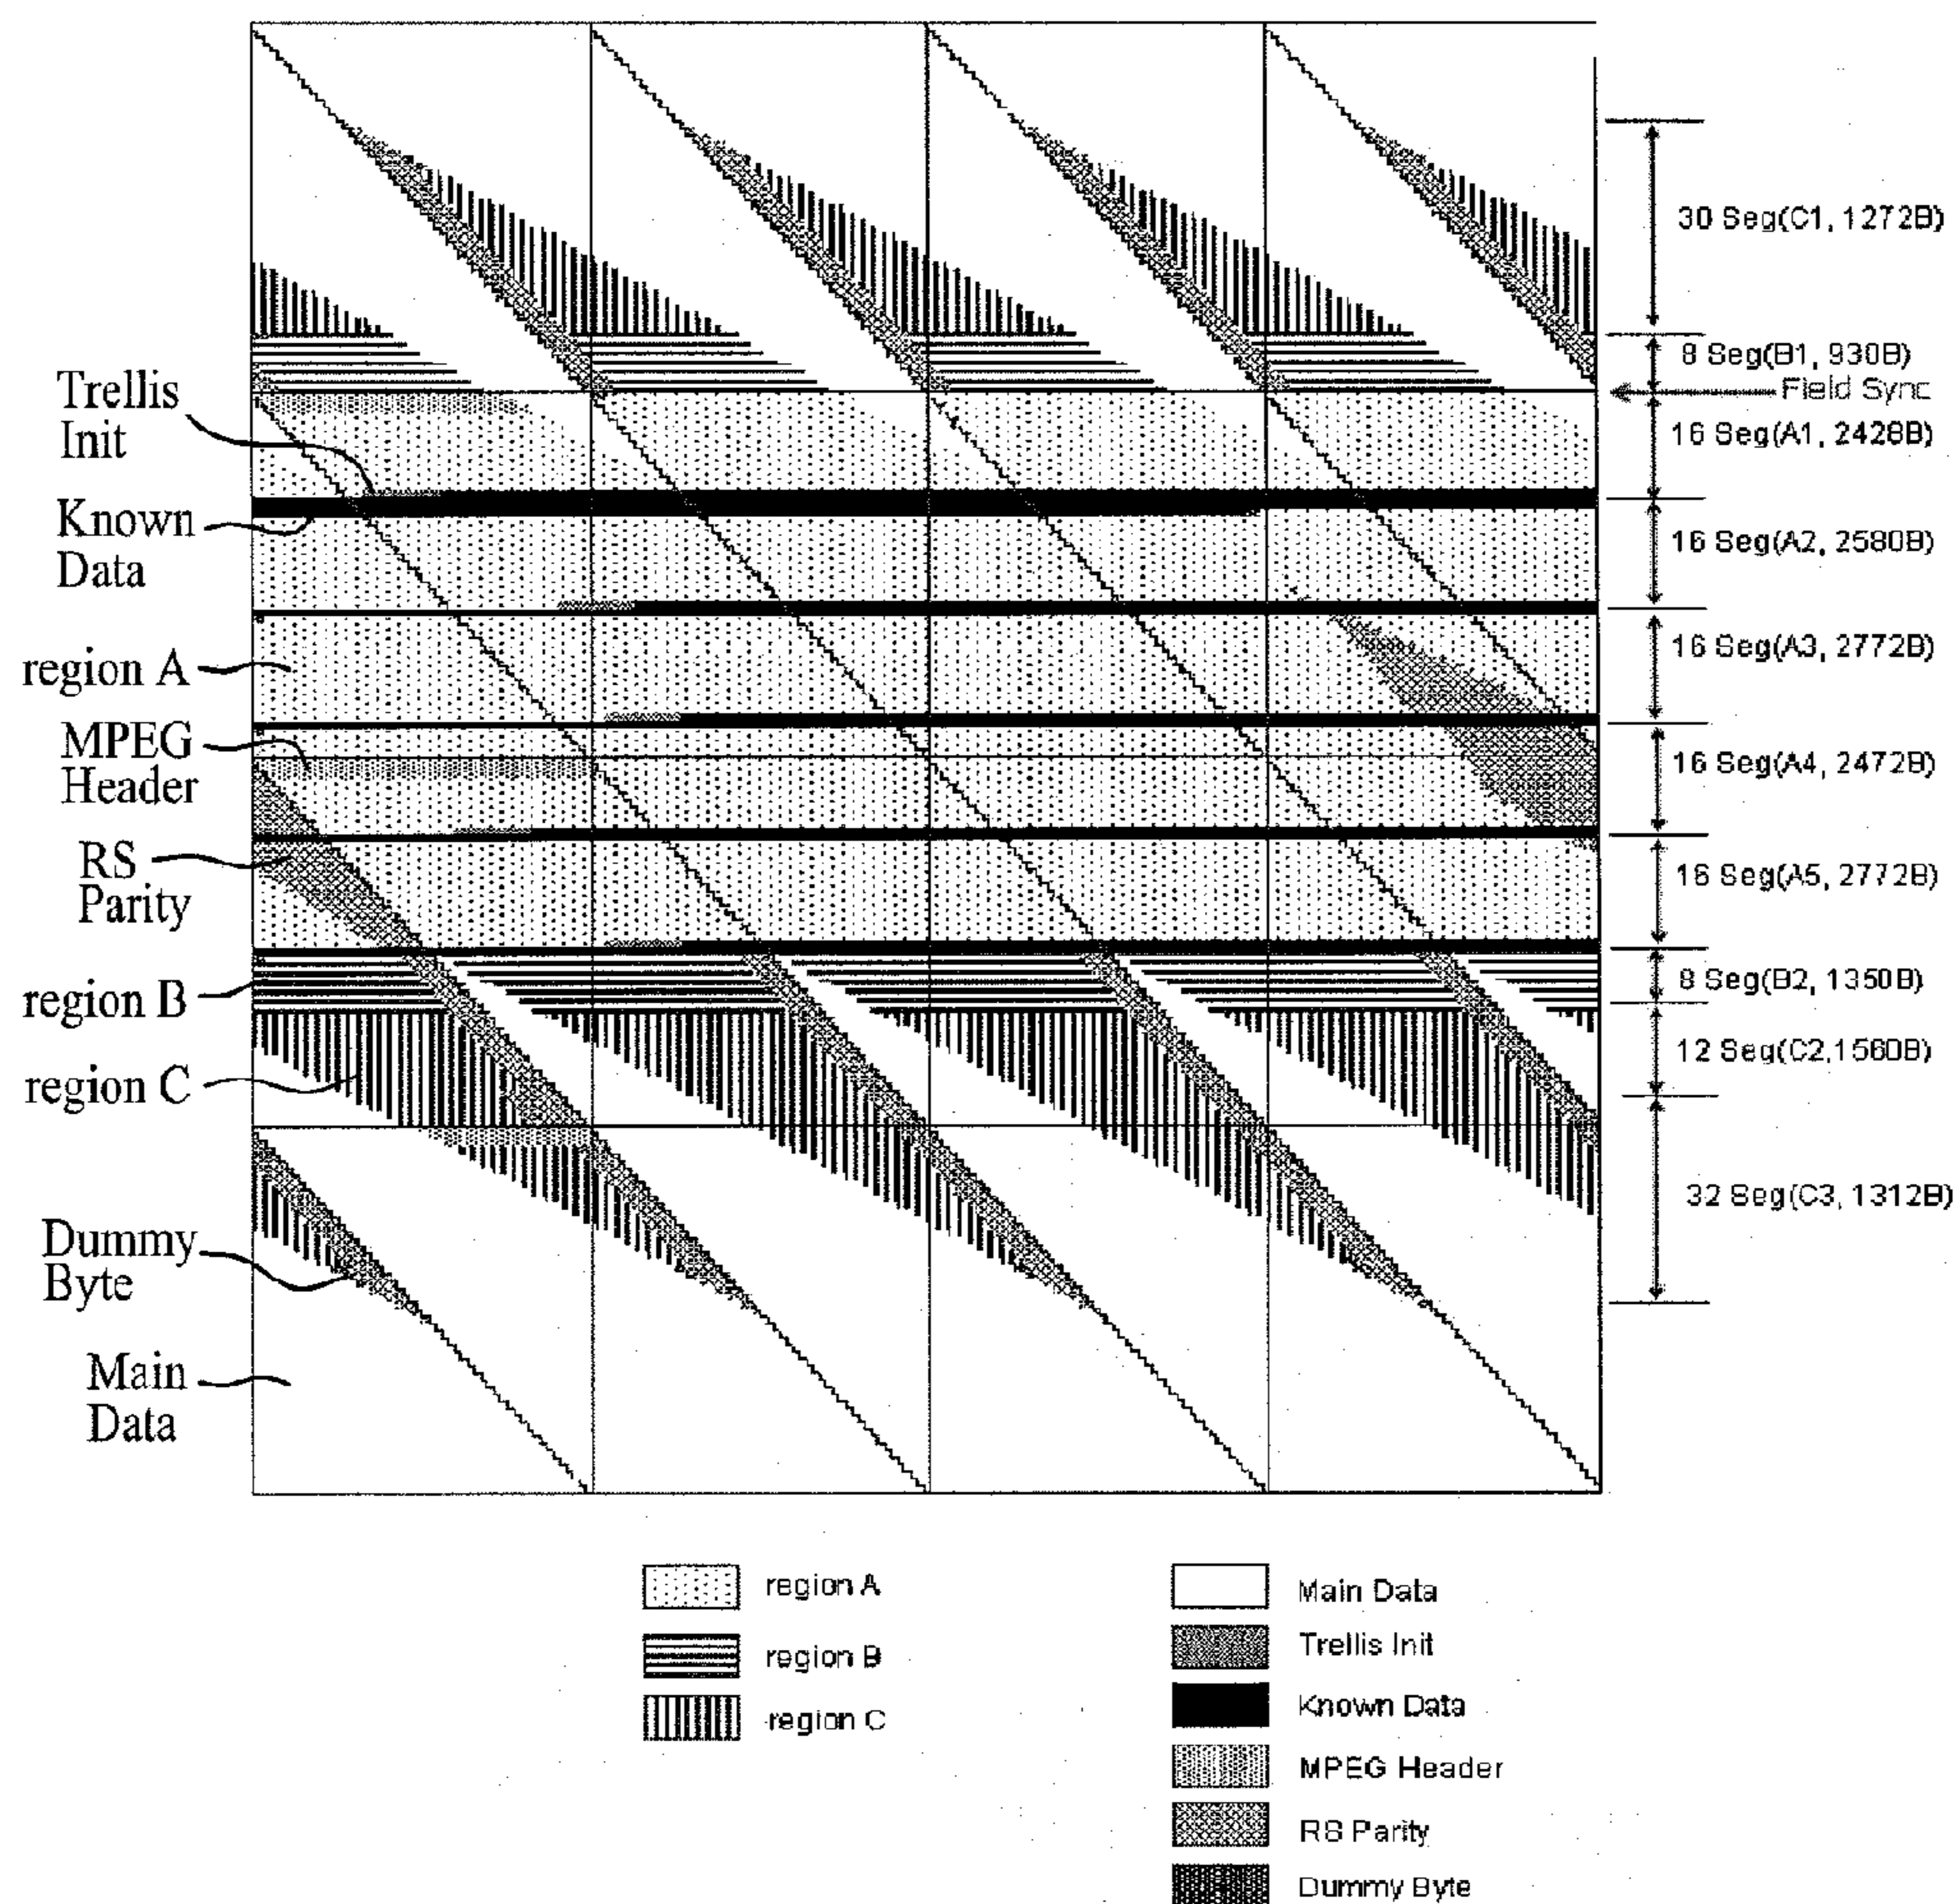 30 Seg(C1, 1272B)
8 Seg(B1, 930B)
Field Sync
16 Seg(A1, 2428B)
16 Seg(A2, 2580B)
16 Seg(A3, 2772B)
16 Seg(A4, 2472B)
16 Seg(A5, 2772B)
8 Seg(B2, 1350B)
12 Seg(C2,1560B)
32 Seg(C3, 1312B)
Trellis
Init
Known
Data
region A
MPEG
Header
RS
Parity
region B
region C
Dummy
Byte
Main
Data
region A
region B
region C
Main Data
Trellis Init
Known Data
MPEG Header
RS Parity
Dummy Byte